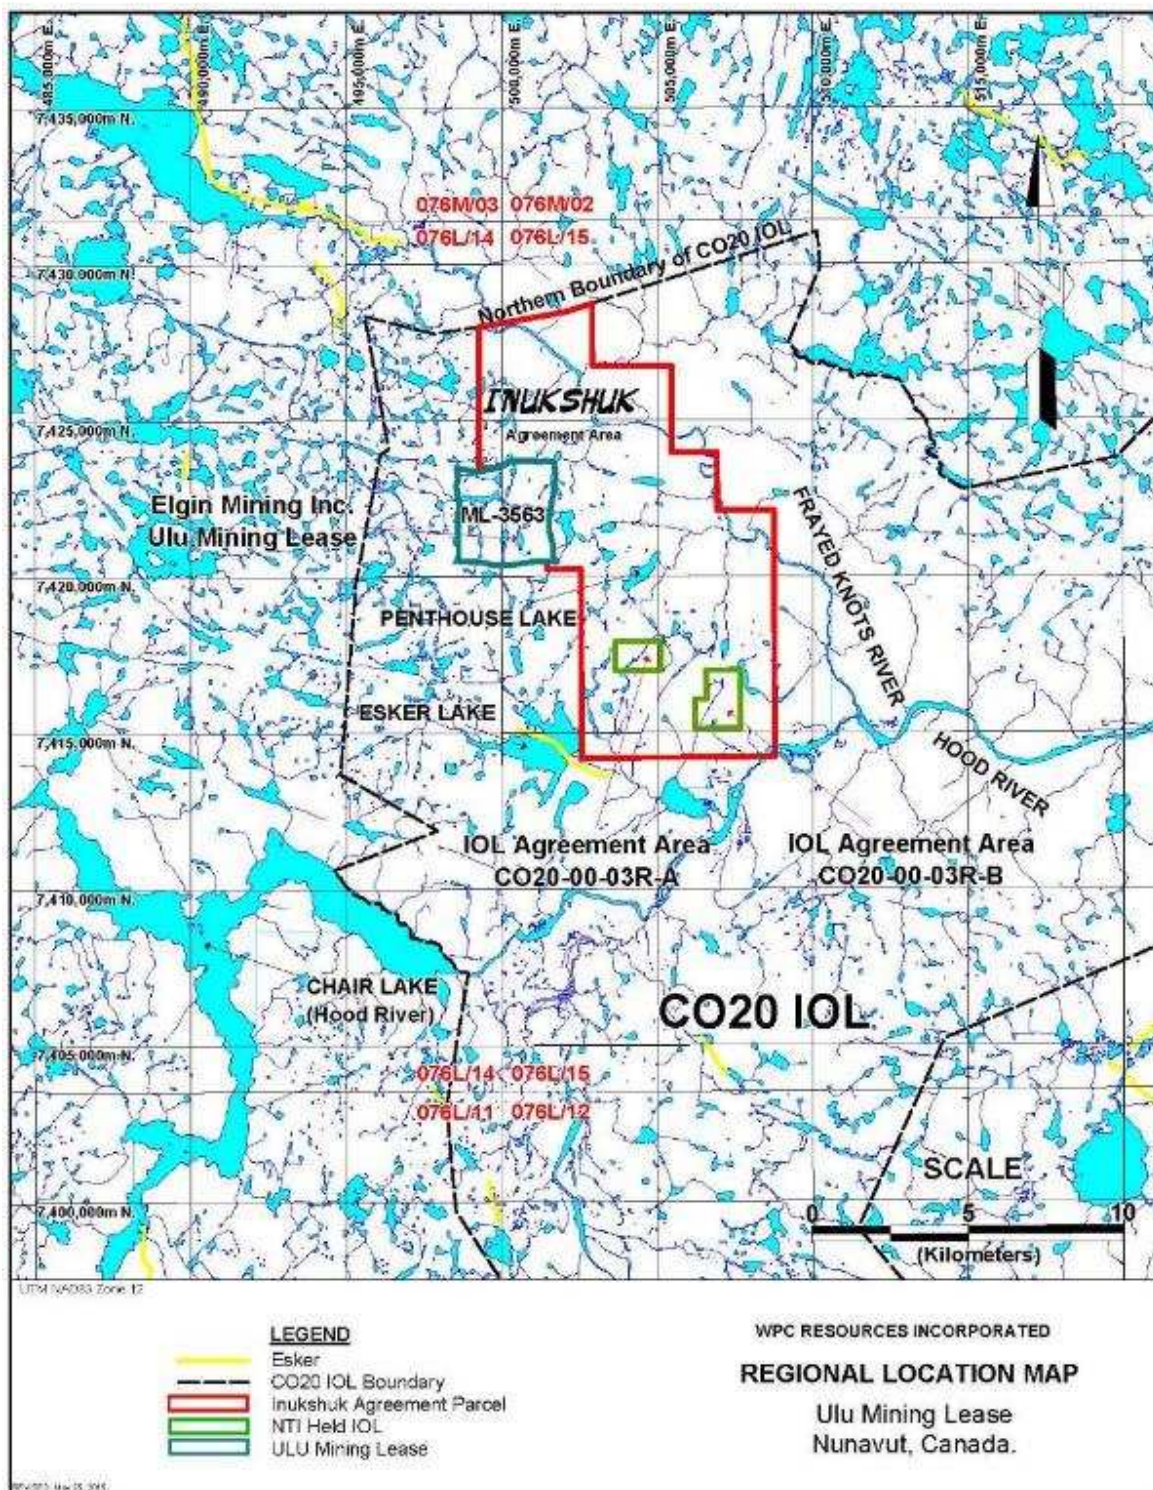 485,000m E.
490,000m E.
495,000m E.
500,000m E.
505,000m E.
510,000m E.
515,000m E.
7,435,000m N.
076M/03 076M/02
076L/14 076L/15
Northern Boundary of CO20 IOL
7,430,000m N.
INUKSHUK
Agreement Area
7,425,000m N.
Elgin Mining Inc.
Ulu Mining Lease
ML-3563
FRAYED KNOTS RIVER
7,420,000m N.
PENTHOUSE LAKE
ESKER LAKE
7,415,000m N.
HOOD RIVER
IOL Agreement Area
CO20-00-03R-A
IOL Agreement Area
CO20-00-03R-B
7,410,000m N.
CHAIR LAKE
(Hood River)
CO20 IOL
7,405,000m N.
076L/14 076L/15
076L/11 076L/12
SCALE
7,400,000m N.
0 5 10
(Kilometers)
UTM NAD83 Zone 12
LEGEND
Esker
CO20 IOL Boundary
Inukshuk Agreement Parcel
NTI Held IOL
ULU Mining Lease
WPC RESOURCES INCORPORATED
REGIONAL LOCATION MAP
Ulu Mining Lease
Nunavut, Canada.